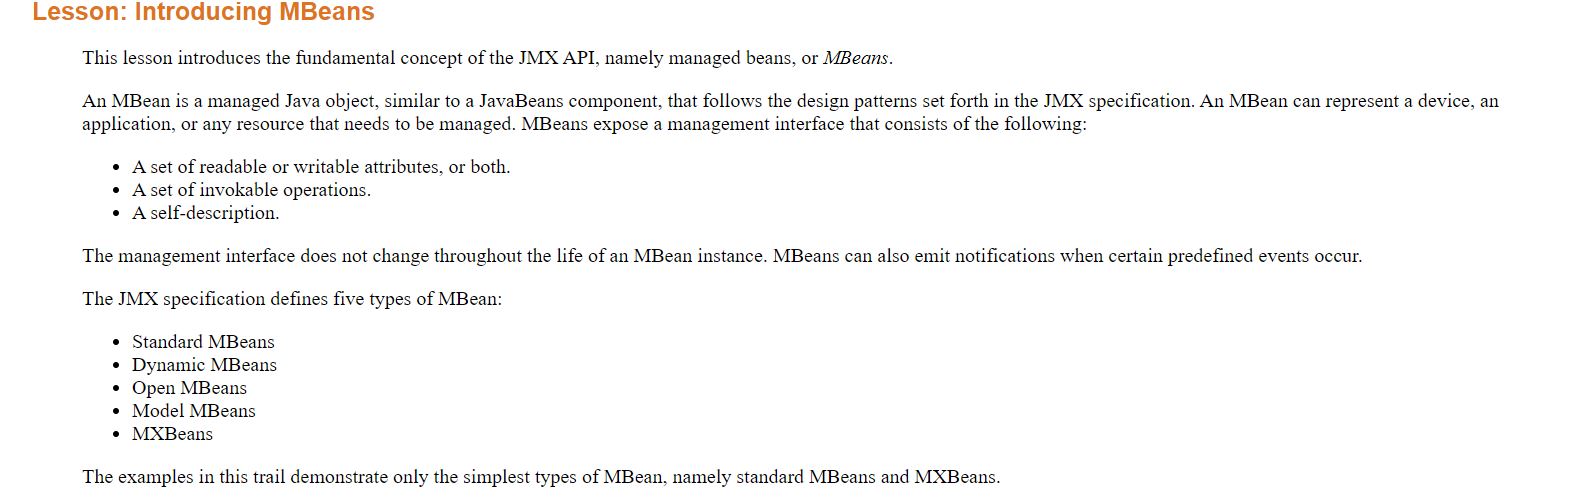 Lesson: Introducing MBeans
This lesson introduces the fundamental concept of the JMX API, namely managed beans, or MBeans.
An MBean is a managed Java object, similar to a JavaBeans component, that follows the design patterns set forth in the JMX specification. An MBean can represent a device, an
application, or any resource that needs to be managed. MBeans expose a management interface that consists of the following:
• A set of readable or writable attributes, or both.
• A set of invokable operations.
• A self-description.
The management interface does not change throughout the life of an MBean instance. MBeans can also emit notifications when certain predefined events occur.
The JMX specification defines five types of MBean:
• Standard MBeans
• Dynamic MBeans
• Open MBeans
• Model MBeans
• MXBeans
The examples in this trail demonstrate only the simplest types of MBean, namely standard MBeans and MXBeans.